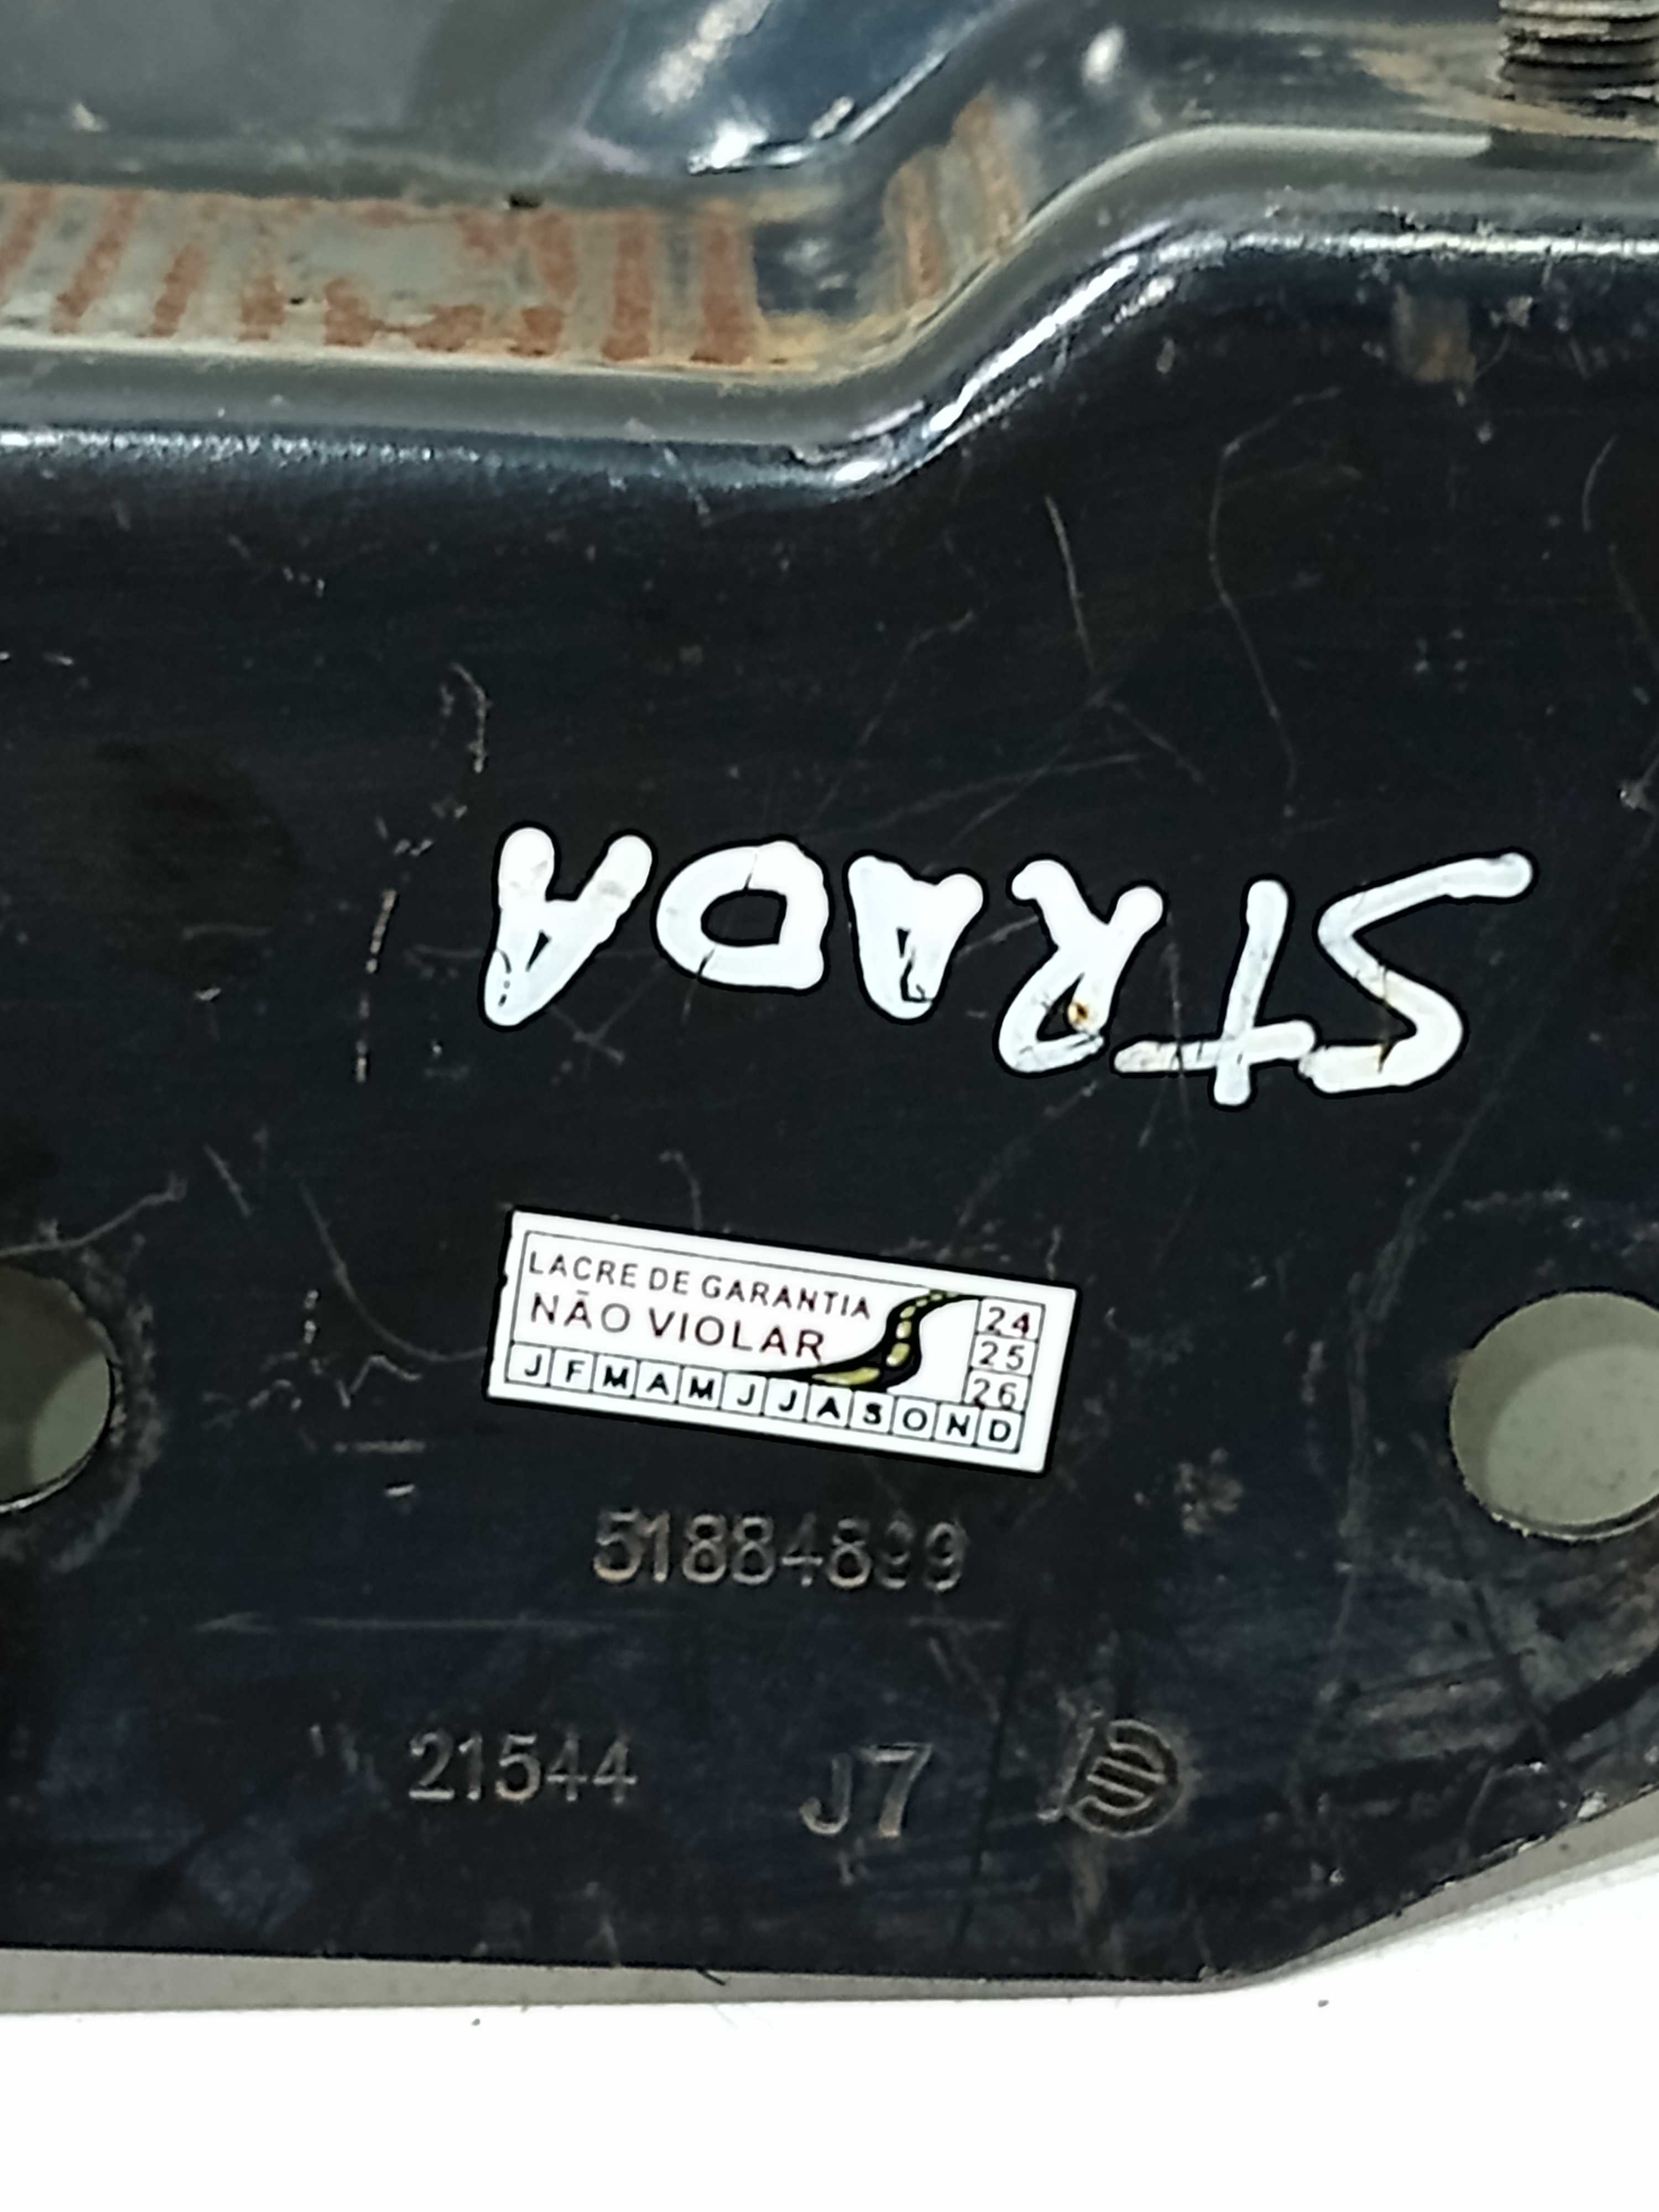 STRADA
LACRE DE GARANTIA
NÃO VIOLAR
24
25
26
J F M A M J J A S O N D
51884899
21544 J7